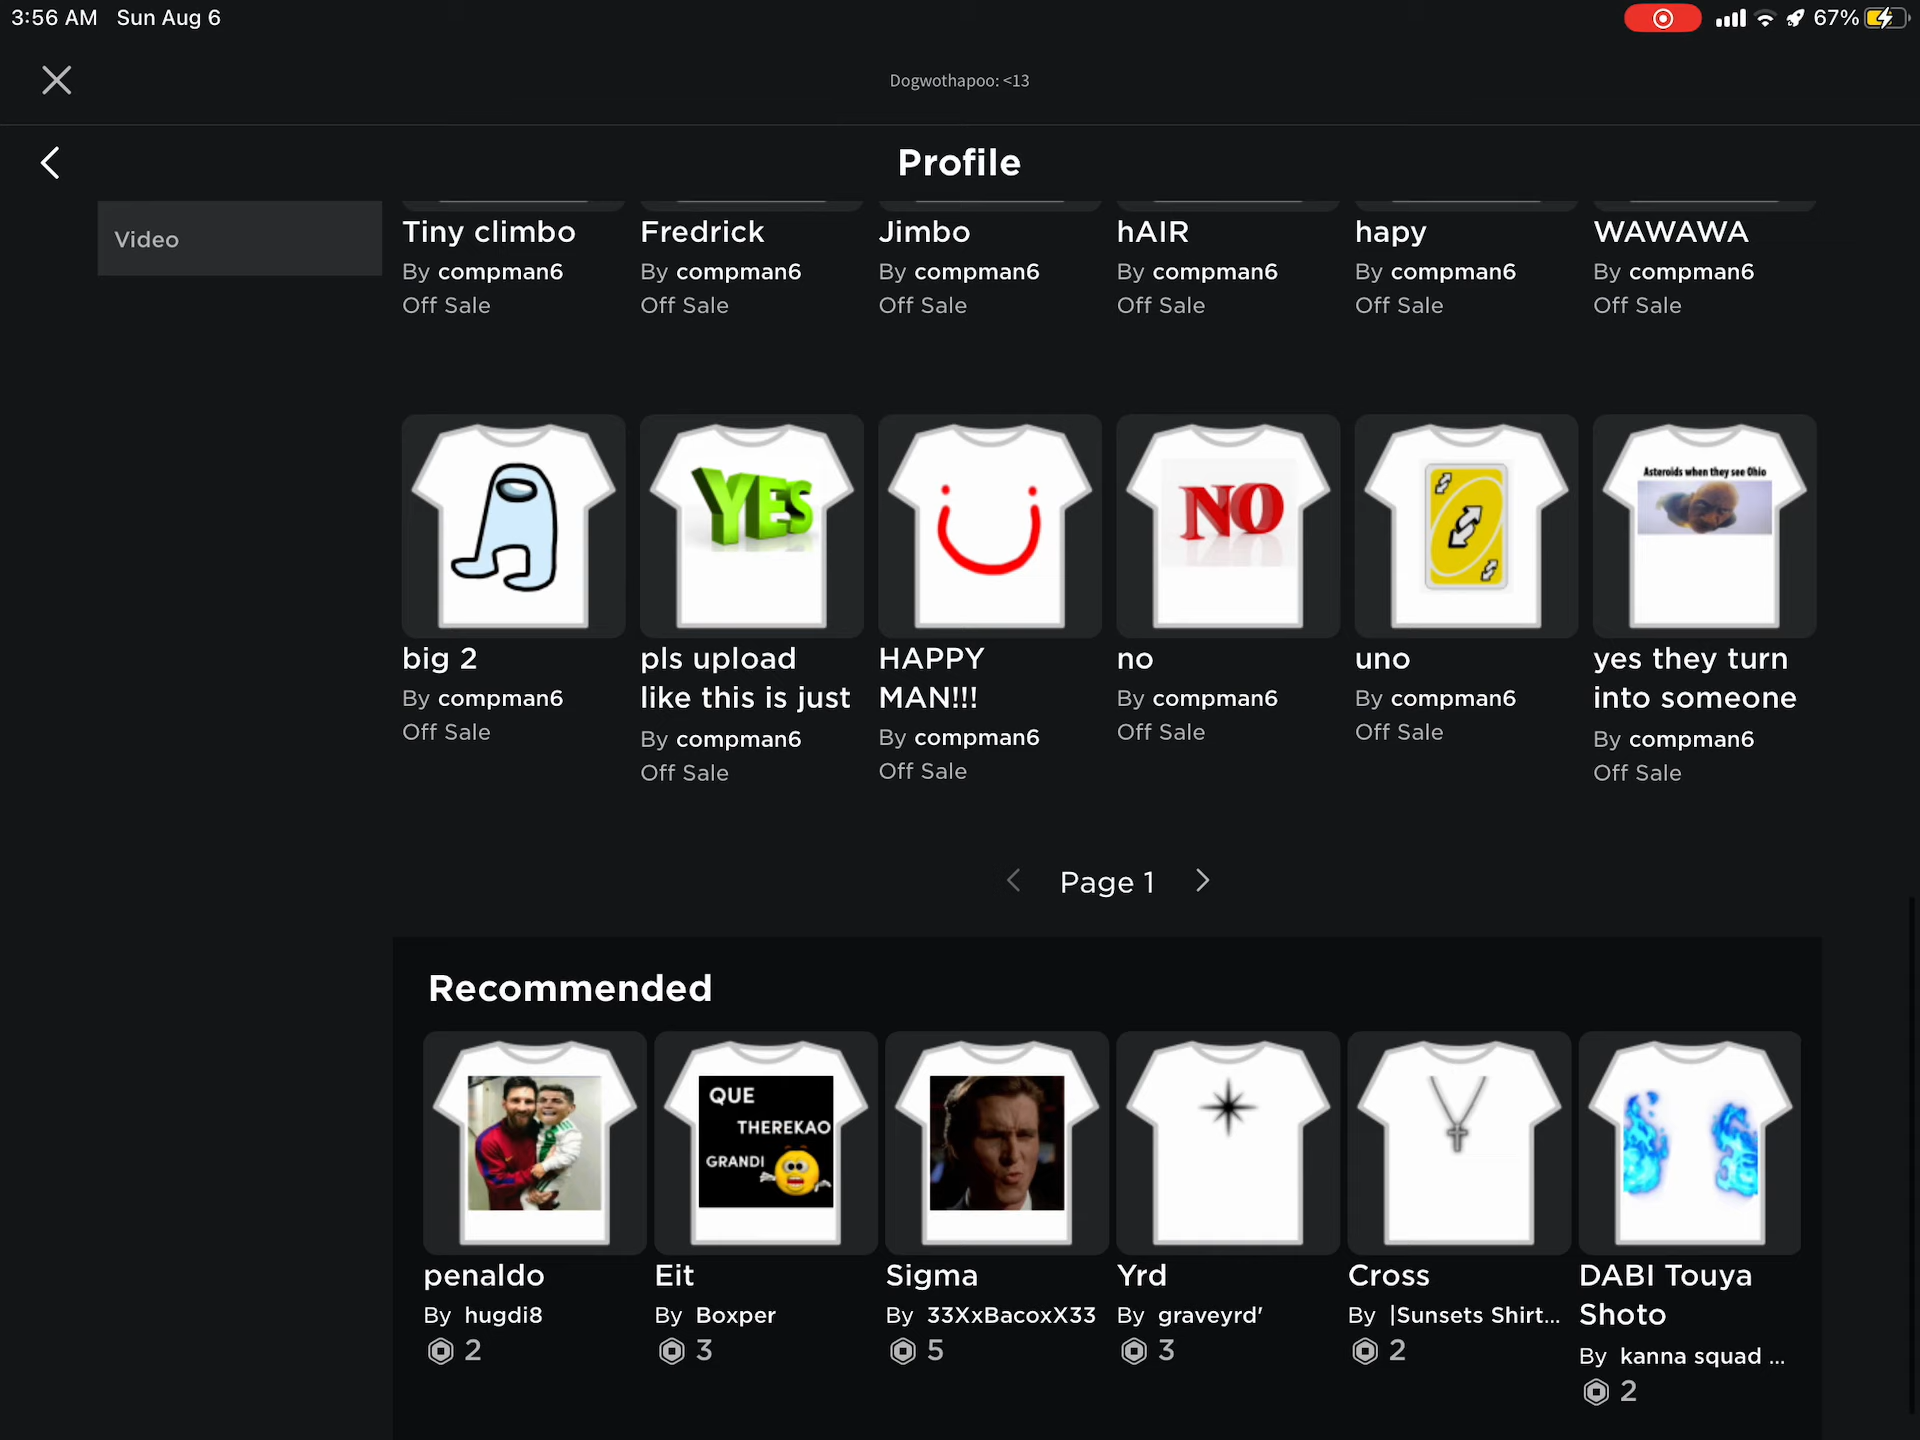 3:56 AM Sun Aug 6
67%
Dogwothapoo: <13
Profile
Video
Tiny climbo
By compman6
Off Sale
Fredrick
By compman6
Off Sale
Jimbo
By compman6
Off Sale
hAIR
By compman6
Off Sale
hapy
By compman6
Off Sale
WAWAWA
By compman6
Off Sale
big 2
By compman6
Off Sale
YES
pls upload
like this is just
By compman6
Off Sale
HAPPY
MAN!!!
By compman6
Off Sale
NO
no
By compman6
Off Sale
uno
By compman6
Off Sale
Asteroids when they see Ohio
yes they turn
into someone
By compman6
Off Sale
Page 1
Recommended
penaldo
By hugdi8
2
QUE
THEREKAO
GRANDI
Eit
By Boxper
3
Sigma
By 33XxBacoxX33
5
Yrd
By graveyrd'
3
Cross
By |Sunsets Shirt...
2
DABI Touya
Shoto
By kanna squad ...
2